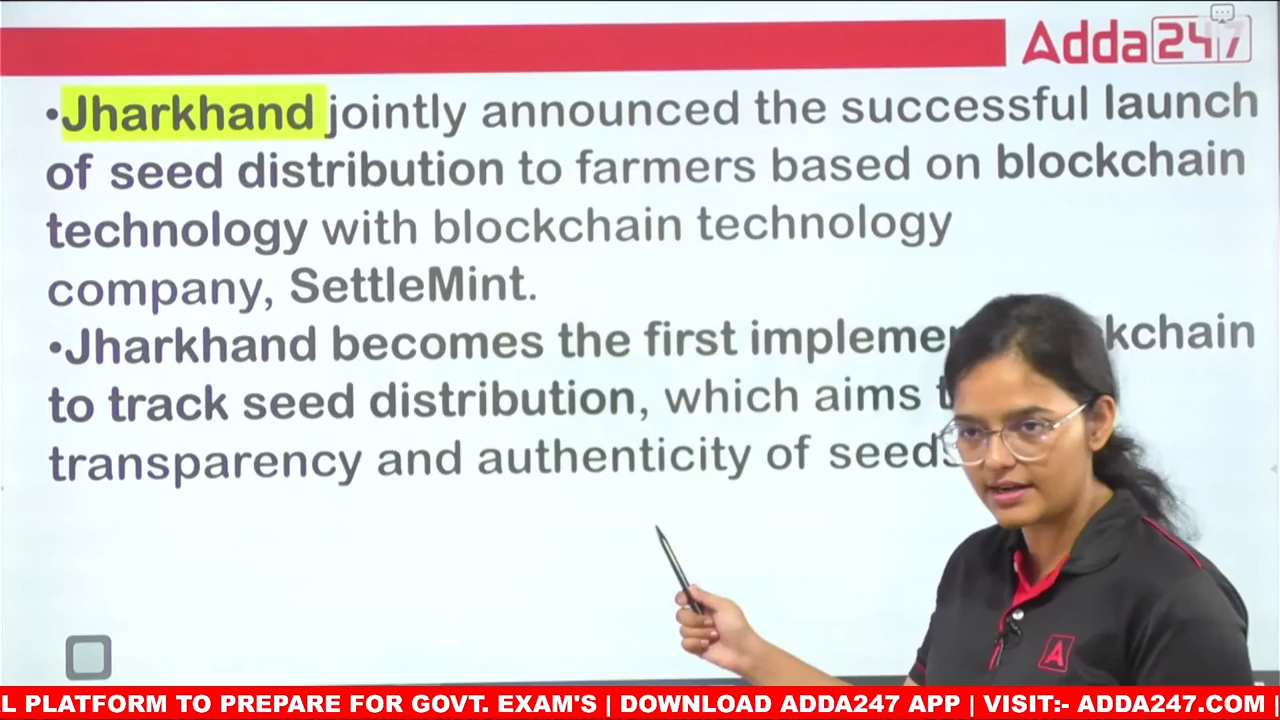 Adda247
•Jharkhand jointly announced the successful launch
of seed distribution to farmers based on blockchain
technology with blockchain technology
company, SettleMint.
•Jharkhand becomes the first
to track seed distribution, which aims
transparency and authenticity of
A
L PLATFORM TO PREPARE FOR GOVT. EXAM'S | DOWNLOAD ADDA247 APP | VISIT:- ADDA247.COM |